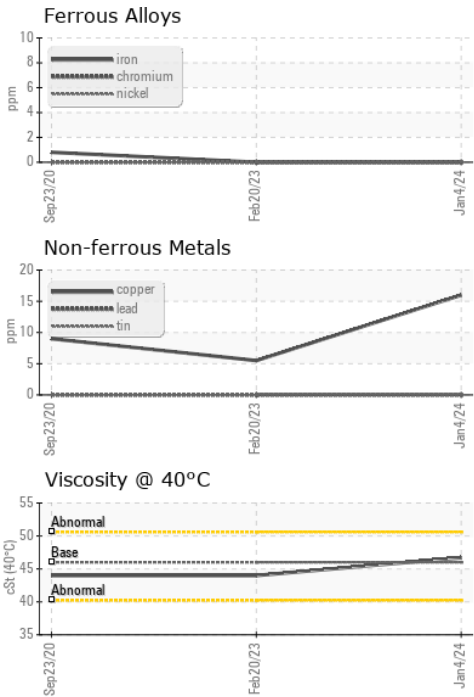 Ferrous Alloys
10
8
6
4
2
0
ppm
iron
chromium
nickel
Sep23/20
Feb20/23
Jan4/24
Non-ferrous Metals
20
15
10
5
0
ppm
copper
lead
tin
Sep23/20
Feb20/23
Jan4/24
Viscosity @ 40°C
55
50
45
40
35
cSt (40°C)
Abnormal
Base
Abnormal
Sep23/20
Feb20/23
Jan4/24